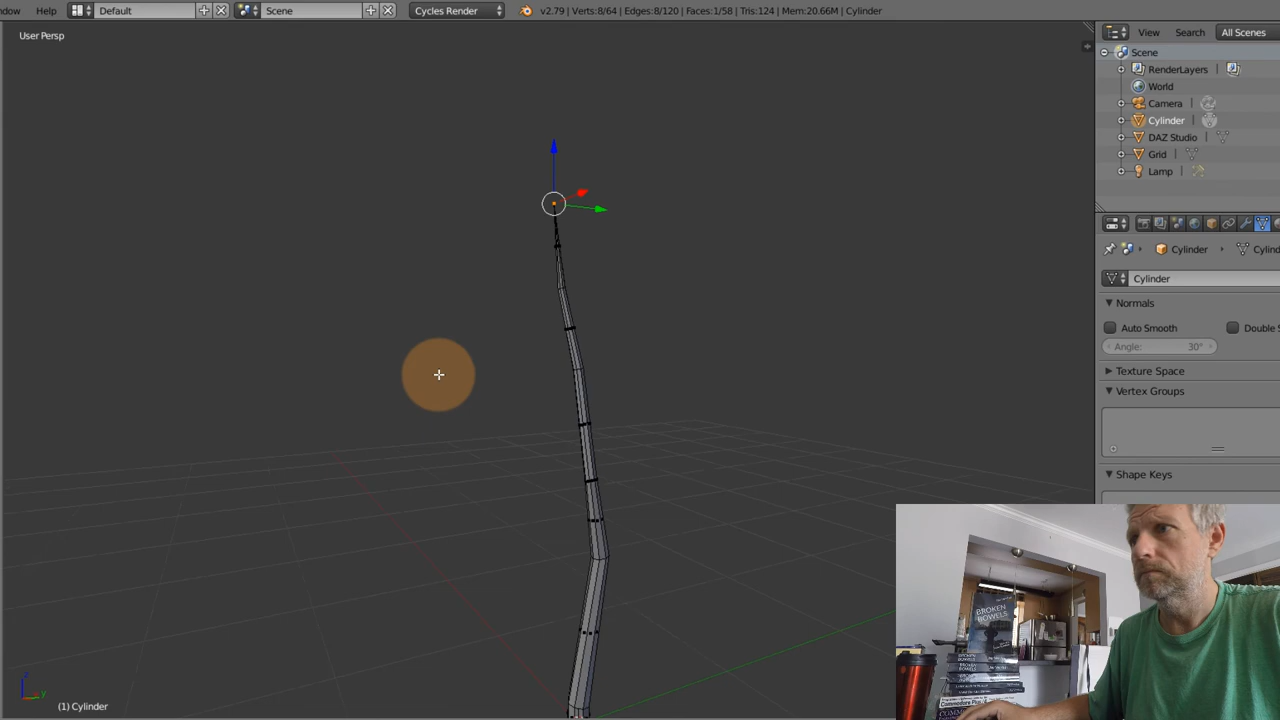 ndow Help Default Scene Cycles Render v2.79 | Verts:8/64 | Edges:8/120 | Faces:1/58 | Tris:124 | Mem:20.66M | Cylinder
User Persp
View Search All Scenes
Scene
RenderLayers
World
Camera
Cylinder
DAZ Studio
Grid
Lamp
Cylinder Cylind
Cylinder
Normals
Auto Smooth Double S
Angle: 30°
Texture Space
Vertex Groups
Shape Keys
BROKEN
BOWELS
z
y
(1) Cylinder